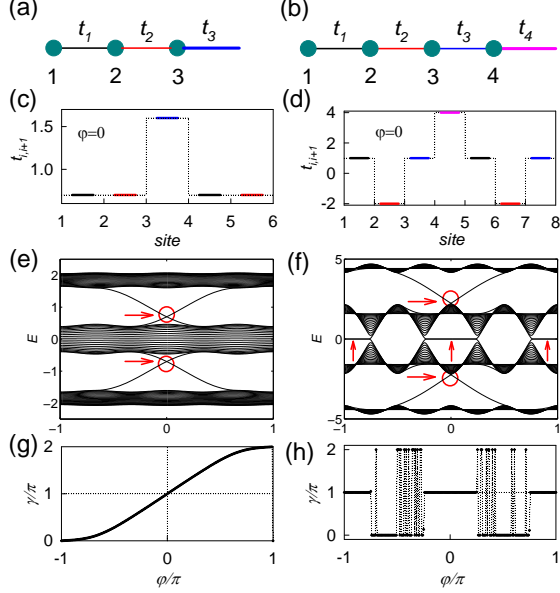 (a)
t1 t2 t3
1 2 3
(b)
t1 t2 t3 t4
1 2 3 4
(c)
ti,i+1
1.5
1.0
φ=0
1 2 3 4 5 6
site
(d)
ti,i+1
4
2
0
-2
φ=0
1 2 3 4 5 6 7 8
site
(e)
E
2
1
0
−1
−2
−1 0 1
(f)
E
5
0
−5
−1 0 1
(g)
γ/π
2
1
0
-1 0 1
φ/π
(h)
γ/π
2
1
0
-1 0 1
φ/π